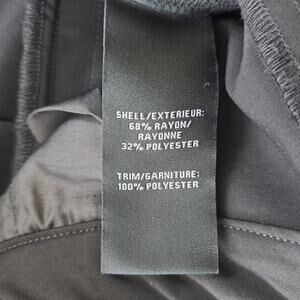 SHELL/EXTERIEUR:
68% RAYON/
RAYONNE
32% POLYESTER
TRIM/GARNITURE:
100% POLYESTER